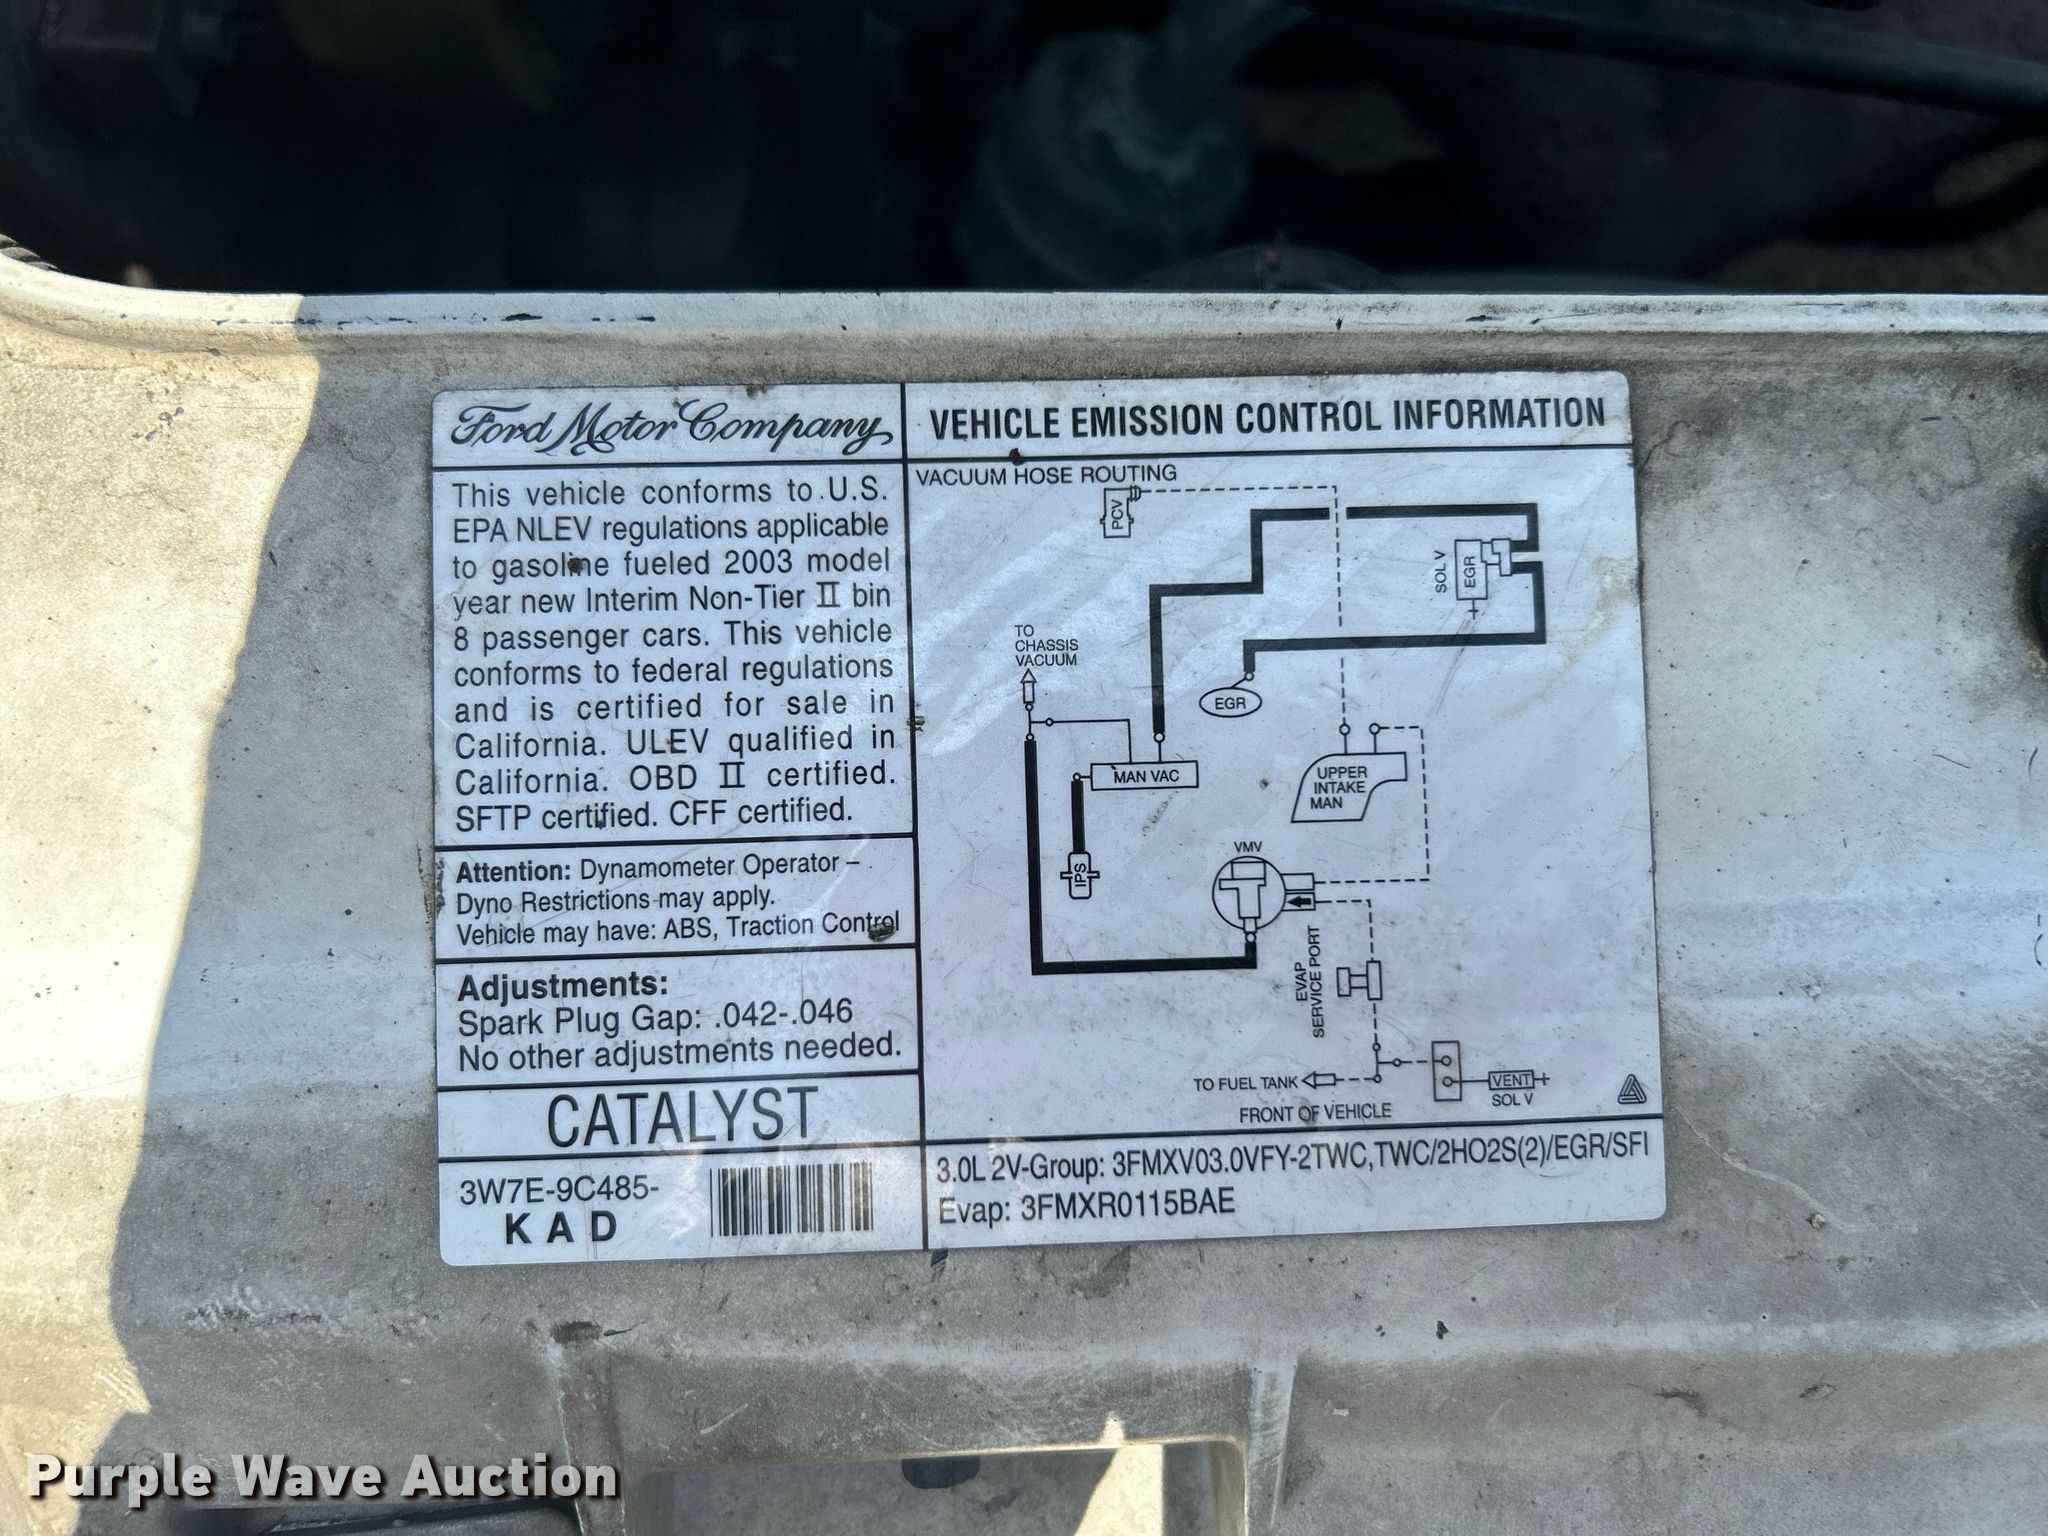 Ford Motor Company
VEHICLE EMISSION CONTROL INFORMATION
This vehicle conforms to U.S.
EPA NLEV regulations applicable
to gasoline fueled 2003 model
year new Interim Non-Tier II bin
8 passenger cars. This vehicle
conforms to federal regulations
and is certified for sale in
California. ULEV qualified in
California. OBD II certified.
SFTP certified. CFF certified.
Attention: Dynamometer Operator –
Dyno Restrictions may apply.
Vehicle may have: ABS, Traction Control
Adjustments:
Spark Plug Gap: .042-.046
No other adjustments needed.
CATALYST
3W7E-9C485-
K A D
VACUUM HOSE ROUTING
PCV
SOL V
EGR
TO
CHASSIS
VACUUM
EGR
MAN VAC
UPPER
INTAKE
MAN
IPS
VMV
EVAP
SERVICE PORT
TO FUEL TANK
VENT
SOL V
FRONT OF VEHICLE
3.0L 2V-Group: 3FMXV03.0VFY-2TWC,TWC/2HO2S(2)/EGR/SFI
Evap: 3FMXR0115BAE
Purple Wave Auction